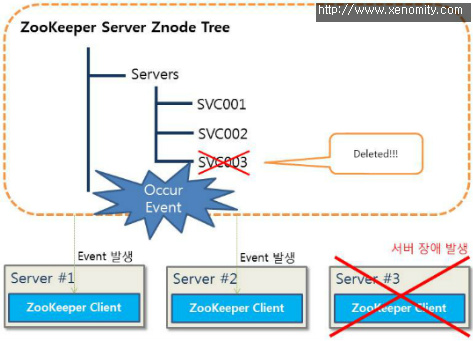 http://www.xenomity.com
ZooKeeper Server Znode Tree
Servers
SVC001
SVC002
SVC003
Deleted!!!
Occur
Event
서버 장애 발생
Event 발생
Event 발생
Server #1
Server #2
Server #3
ZooKeeper Client
ZooKeeper Client
ZooKeeper Client